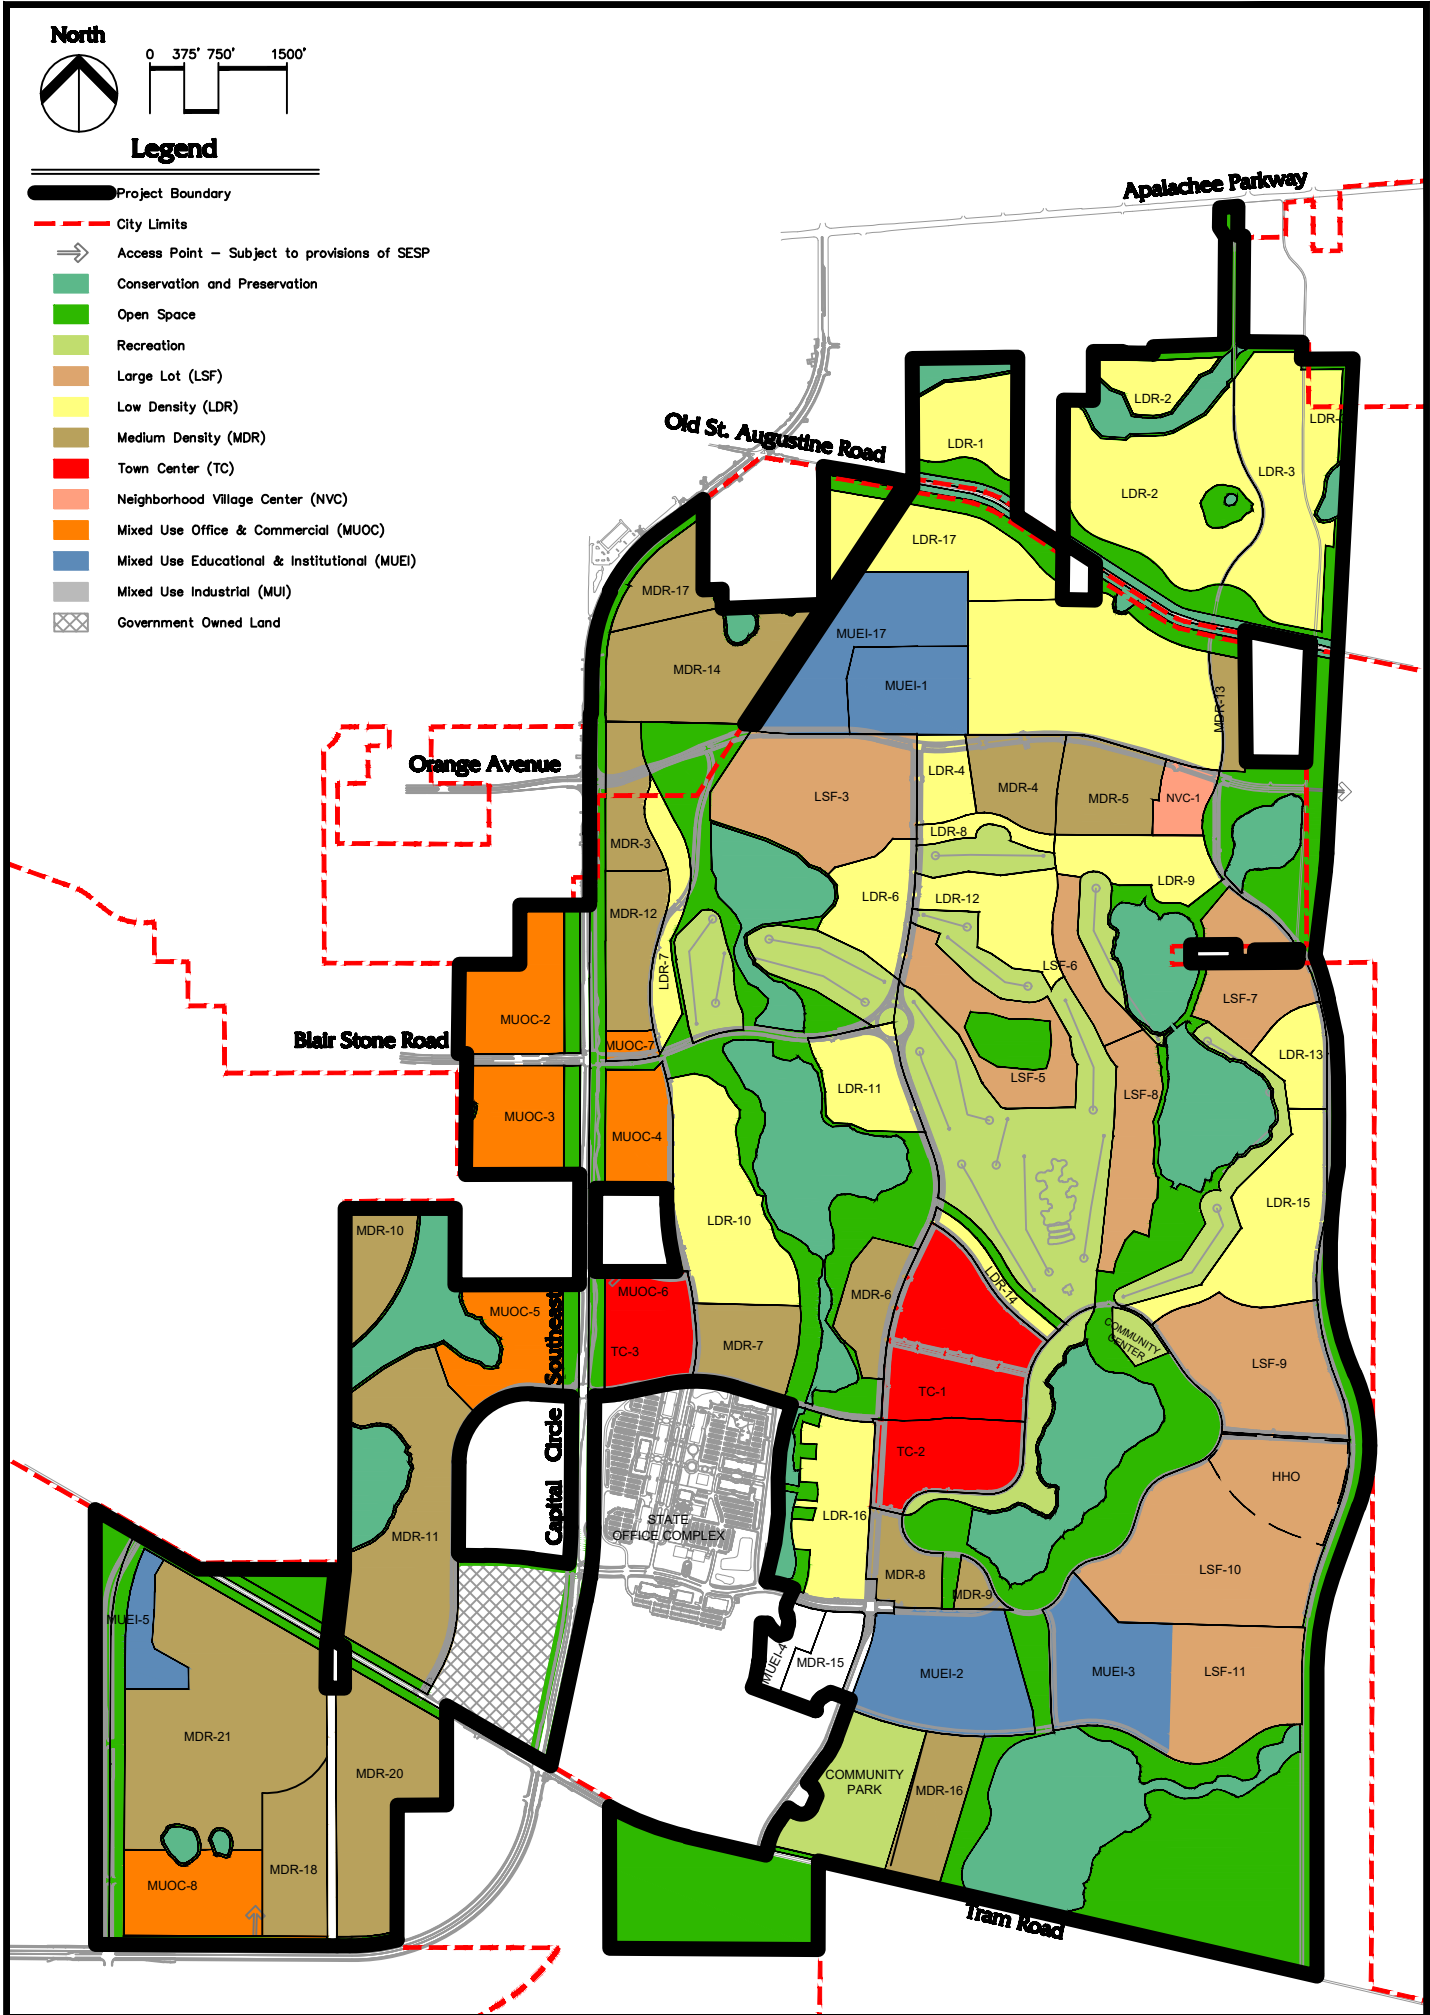 North
0 375' 750' 1500'
Legend
Project Boundary
City Limits
Access Point – Subject to provisions of SESP
Conservation and Preservation
Open Space
Recreation
Large Lot (LSF)
Low Density (LDR)
Medium Density (MDR)
Town Center (TC)
Neighborhood Village Center (NVC)
Mixed Use Office & Commercial (MUOC)
Mixed Use Educational & Institutional (MUEI)
Mixed Use Industrial (MUI)
Government Owned Land
Apalachee Parkway
Old St. Augustine Road
LDR-2
LDR-
LDR-1
LDR-3
LDR-2
LDR-17
MDR-17
MUEI-17
MDR-14
MUEI-1
MDR-13
Orange Avenue
LDR-4
MDR-4
LSF-3
MDR-5
NVC-1
LDR-8
MDR-3
LDR-9
LDR-6
LDR-12
MDR-12
LSF-6
LDR-7
LSF-7
MUOC-2
Blair Stone Road
MUOC-7
LDR-13
LSF-5
LDR-11
LSF-8
MUOC-3
MUOC-4
LDR-15
LDR-10
MDR-10
LDR-14
MUOC-6
MDR-6
MUOC-5
COMMUNITY
CENTER
MDR-7
TC-3
LSF-9
TC-1
Capital Circle Southeast
TC-2
HHO
STATE
OFFICE COMPLEX
LDR-16
MDR-11
LSF-10
MDR-8
MDR-9
MUEI-5
MUEI-4
MDR-15
MUEI-2
MUEI-3
LSF-11
MDR-21
MDR-20
COMMUNITY
PARK
MDR-16
MDR-18
MUOC-8
Tram Road